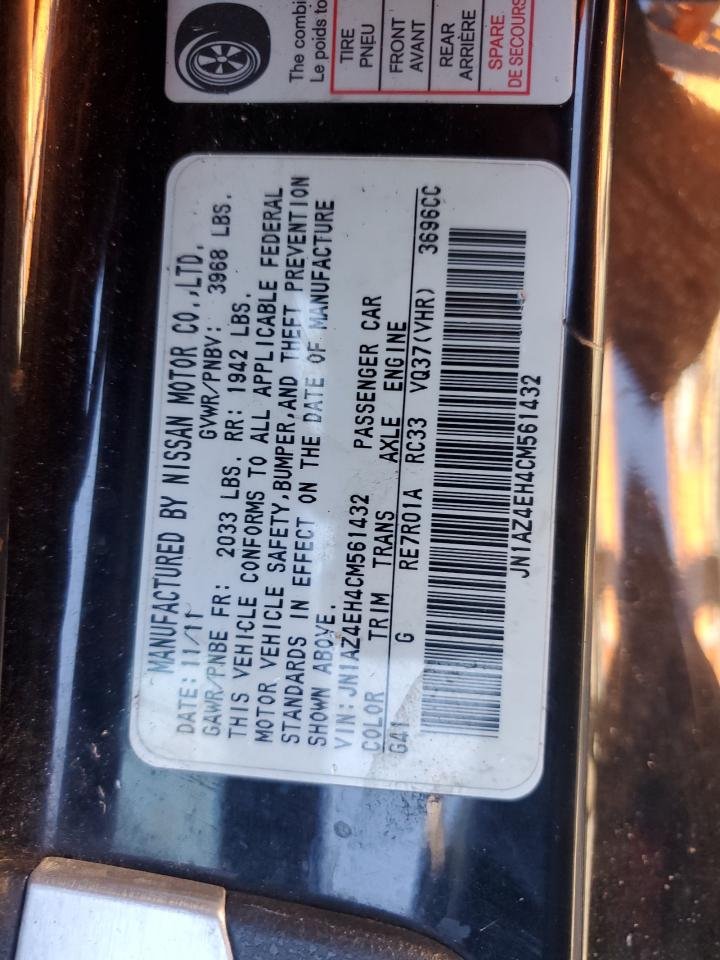 The combi
Le poids to
TIRE
PNEU
FRONT
AVANT
REAR
ARRIÈRE
SPARE
DE SECOURS
MANUFACTURED BY NISSAN MOTOR CO.,LTD.
DATE: 11/11 GVWR/PNBV: 3968 LBS.
GAWR/PNBE FR: 2033 LBS. RR: 1942 LBS.
THIS VEHICLE CONFORMS TO ALL APPLICABLE FEDERAL
MOTOR VEHICLE SAFETY,BUMPER,AND THEFT PREVENTION
STANDARDS IN EFFECT ON THE DATE OF MANUFACTURE
SHOWN ABOVE.
VIN:JN1AZ4EH4CM561432 PASSENGER CAR
COLOR TRIM TRANS AXLE ENGINE
G41 G RE7R01A RC33 VQ37(VHR) 3696CC
JN1AZ4EH4CM561432